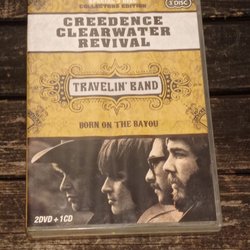 COLLECTORS EDITION
3 DISC
CREEDENCE
CLEARWATER
REVIVAL
TRAVELIN' BAND
BORN ON THE BAYOU
2DVD + 1CD